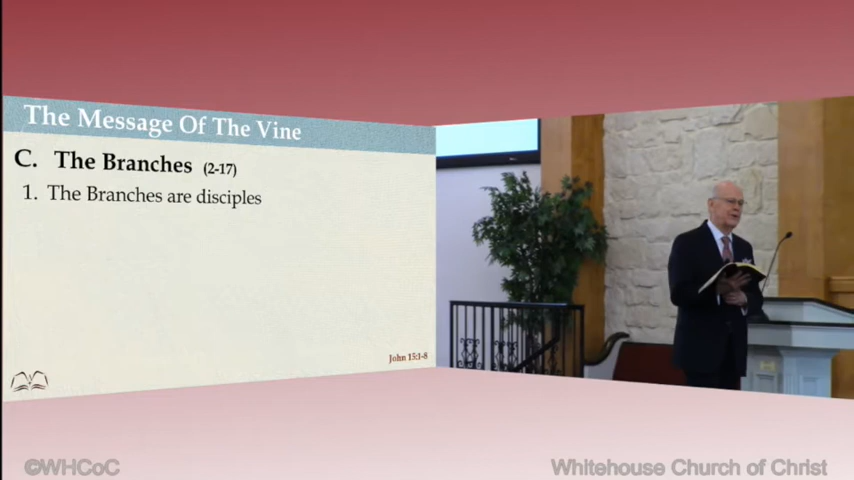 The Message Of The Vine
C. The Branches (2-17)
1. The Branches are disciples
John 15:1-8
©WHCoC
Whitehouse Church of Christ